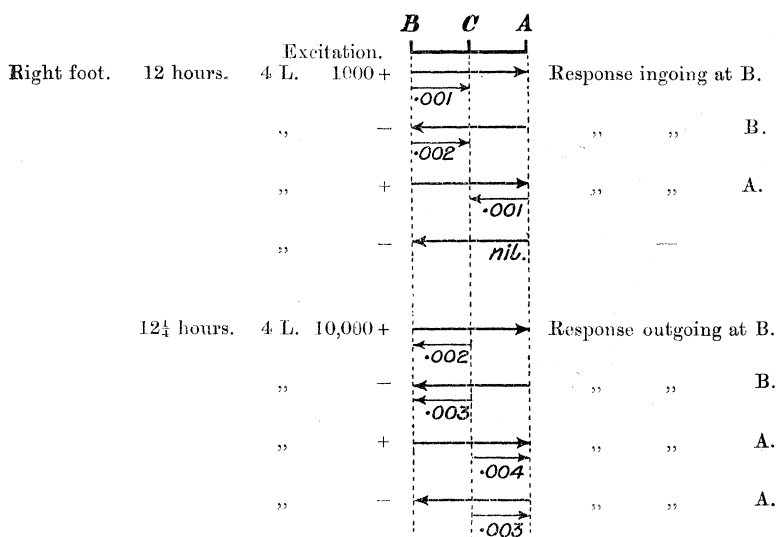 B C A
Excitation.
Right foot. 12 hours. 4 L. 1000 + Response ingoing at B.
·001
„ − „ „ B.
·002
„ + „ „ A.
·001
„ − —
nil.
12¼ hours. 4 L. 10,000 + Response outgoing at B.
·002
„ − „ „ B.
·003
„ + „ „ A.
·004
„ − „ „ A.
·003